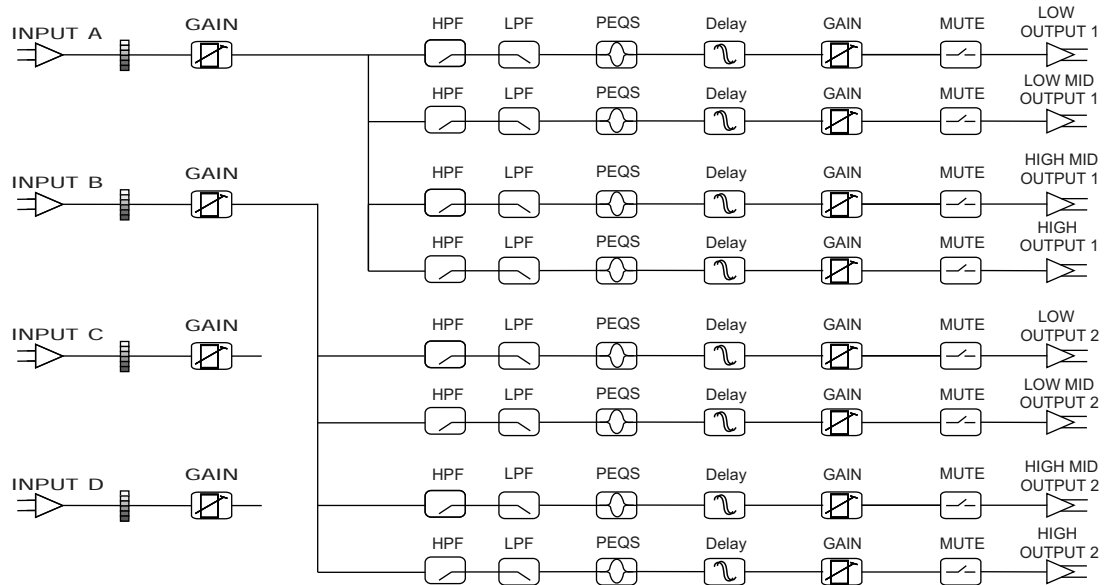 INPUT A
GAIN
HPF LPF PEQS Delay GAIN MUTE LOW
OUTPUT 1
HPF LPF PEQS Delay GAIN MUTE LOW MID
OUTPUT 1
INPUT B
GAIN
HPF LPF PEQS Delay GAIN MUTE HIGH MID
OUTPUT 1
HPF LPF PEQS Delay GAIN MUTE HIGH
OUTPUT 1
INPUT C
GAIN
HPF LPF PEQS Delay GAIN MUTE LOW
OUTPUT 2
HPF LPF PEQS Delay GAIN MUTE LOW MID
OUTPUT 2
INPUT D
GAIN
HPF LPF PEQS Delay GAIN MUTE HIGH MID
OUTPUT 2
HPF LPF PEQS Delay GAIN MUTE HIGH
OUTPUT 2